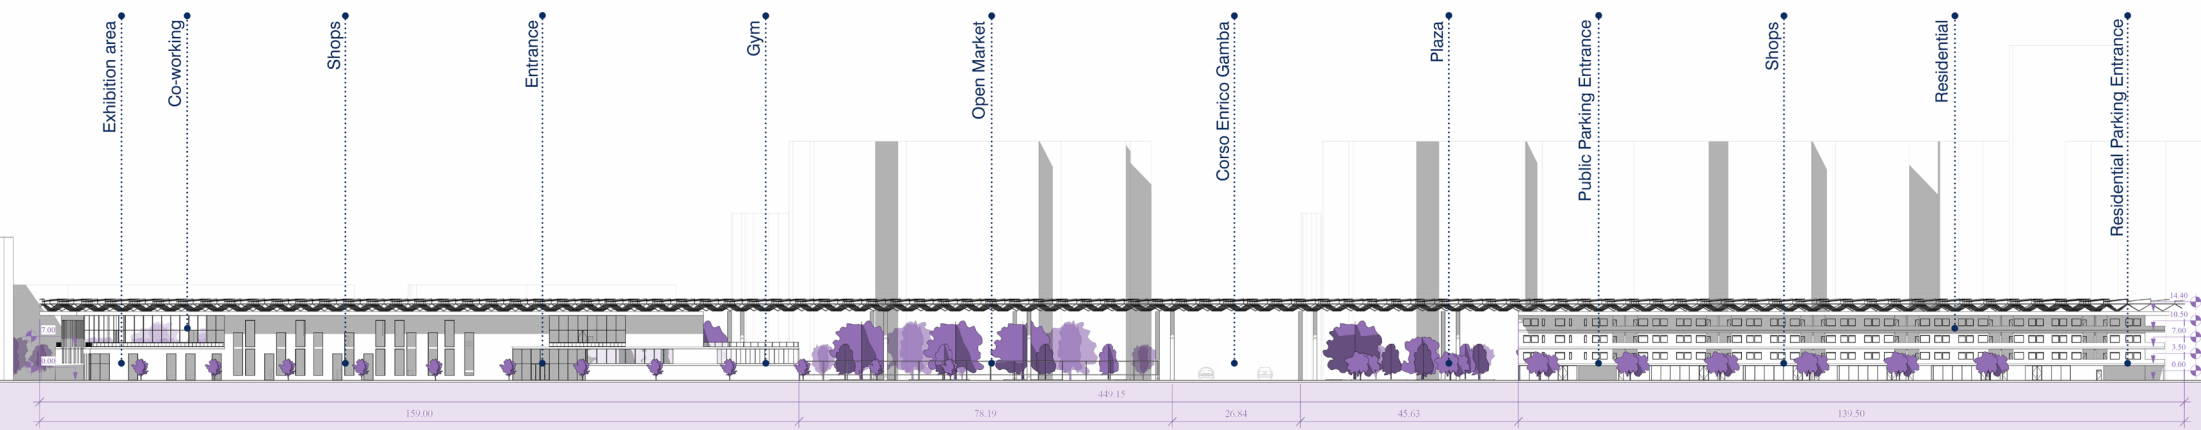 Exhibition area
Co-working
Shops
Entrance
Gym
Open Market
Corso Enrico Gamba
Plaza
Public Parking Entrance
Shops
Residential
Residential Parking Entrance
14.40
10.50
7.00
3.50
0.00
7.00
0.00
449.15
159.00
78.19
26.84
45.63
139.50